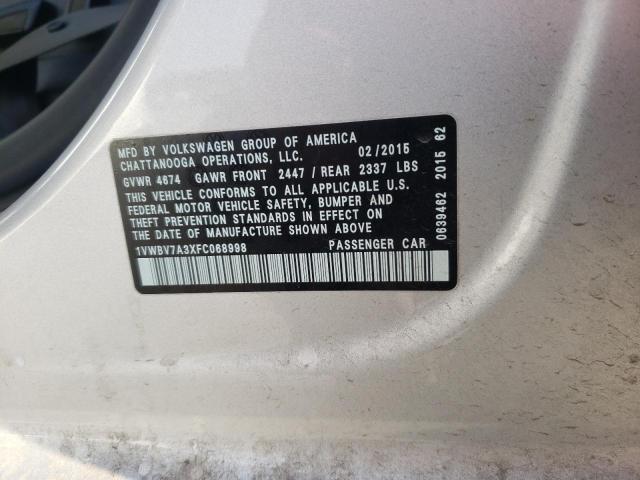 MFD BY VOLKSWAGEN GROUP OF AMERICA
CHATTANOOGA OPERATIONS, LLC. 02/2015
GVWR 4674 GAWR FRONT 2447 / REAR 2337 LBS
THIS VEHICLE CONFORMS TO ALL APPLICABLE U.S.
FEDERAL MOTOR VEHICLE SAFETY, BUMPER AND
THEFT PREVENTION STANDARDS IN EFFECT ON
THE DATE OF MANUFACTURE SHOWN ABOVE
1VWBV7A3XFC068998 PASSENGER CAR
0639462 2015 62